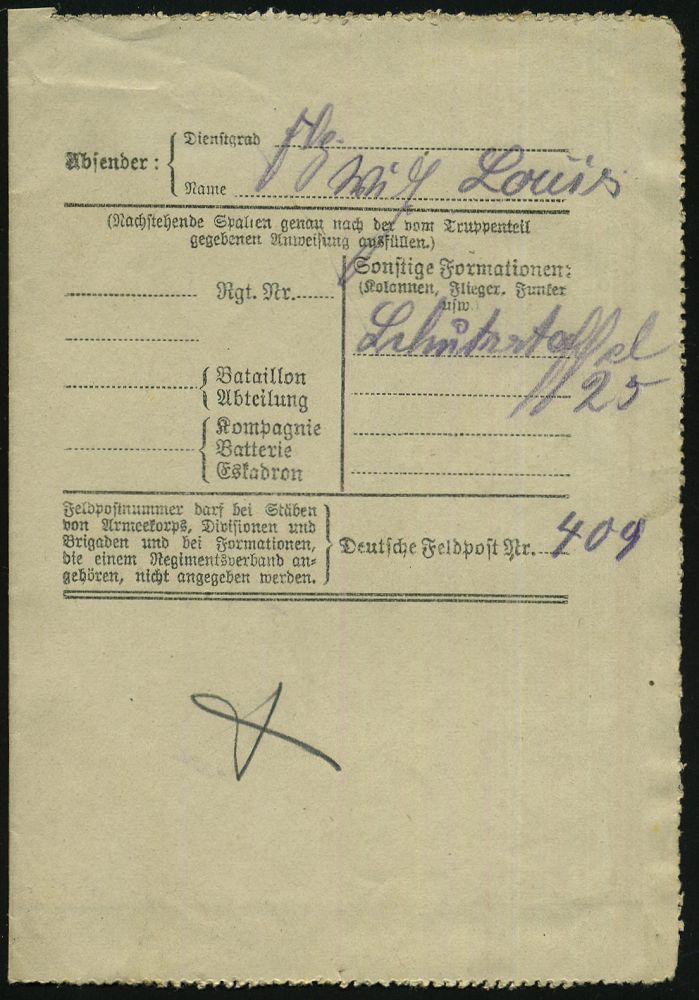 Absender:
Dienstgrad
Name Louis
(Nachstehende Spalten genau nach der vom Truppenteil
gegebenen Anweisung ausfüllen.)
Rgt. Nr.
Bataillon
Abteilung
Kompagnie
Batterie
Eskadron
Sonstige Formationen:
(Kolonnen, Flieger, Funker
usw.
Schutzstaffel
25
Feldpostnummer darf bei Stäben
von Armeekorps, Divisionen und
Brigaden und bei Formationen,
die einem Regimentsverband an=
gehören, nicht angegeben werden.
Deutsche Feldpost Nr. 409